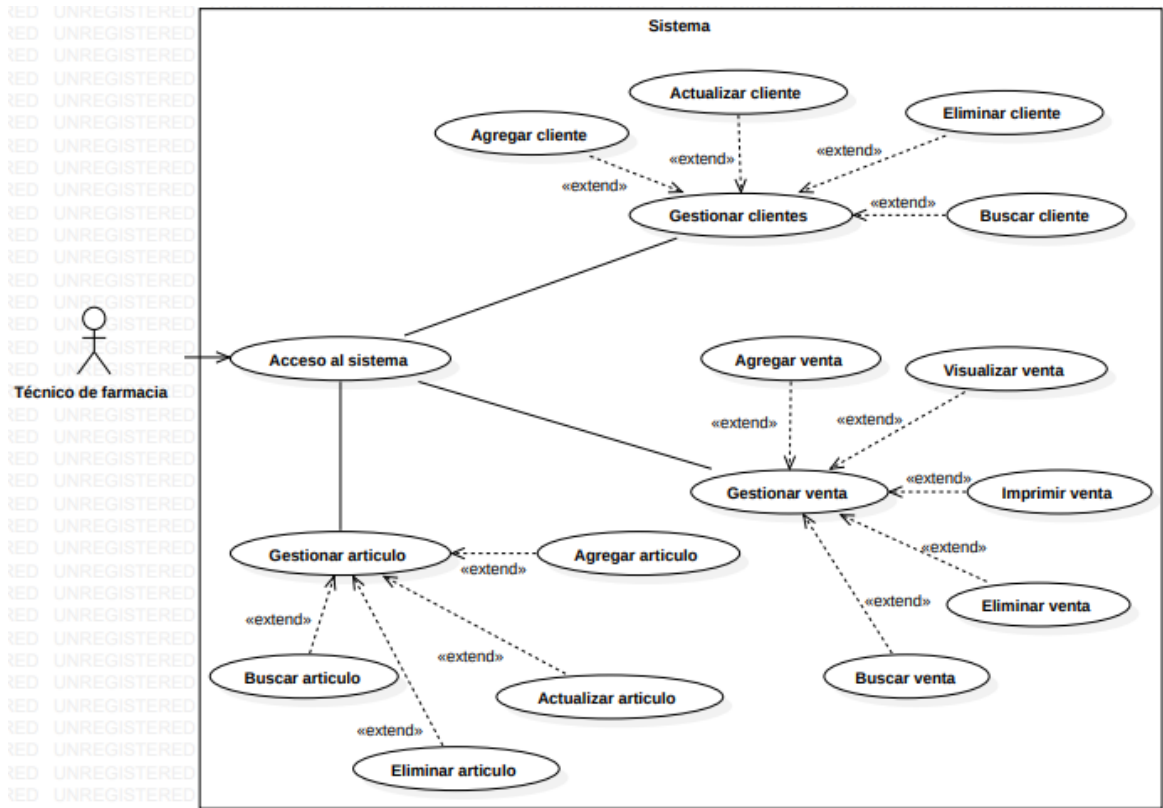 Sistema
Actualizar cliente
Eliminar cliente
Agregar cliente
«extend»
«extend»
«extend»
«extend»
Gestionar clientes
Buscar cliente
Acceso al sistema
Técnico de farmacia
Agregar venta
Visualizar venta
«extend»
«extend»
Gestionar venta
«extend»
Imprimir venta
Gestionar articulo
Agregar articulo
«extend»
«extend»
«extend»
Eliminar venta
«extend»
Buscar articulo
«extend»
Actualizar articulo
Buscar venta
«extend»
Eliminar articulo
UNREGISTERED